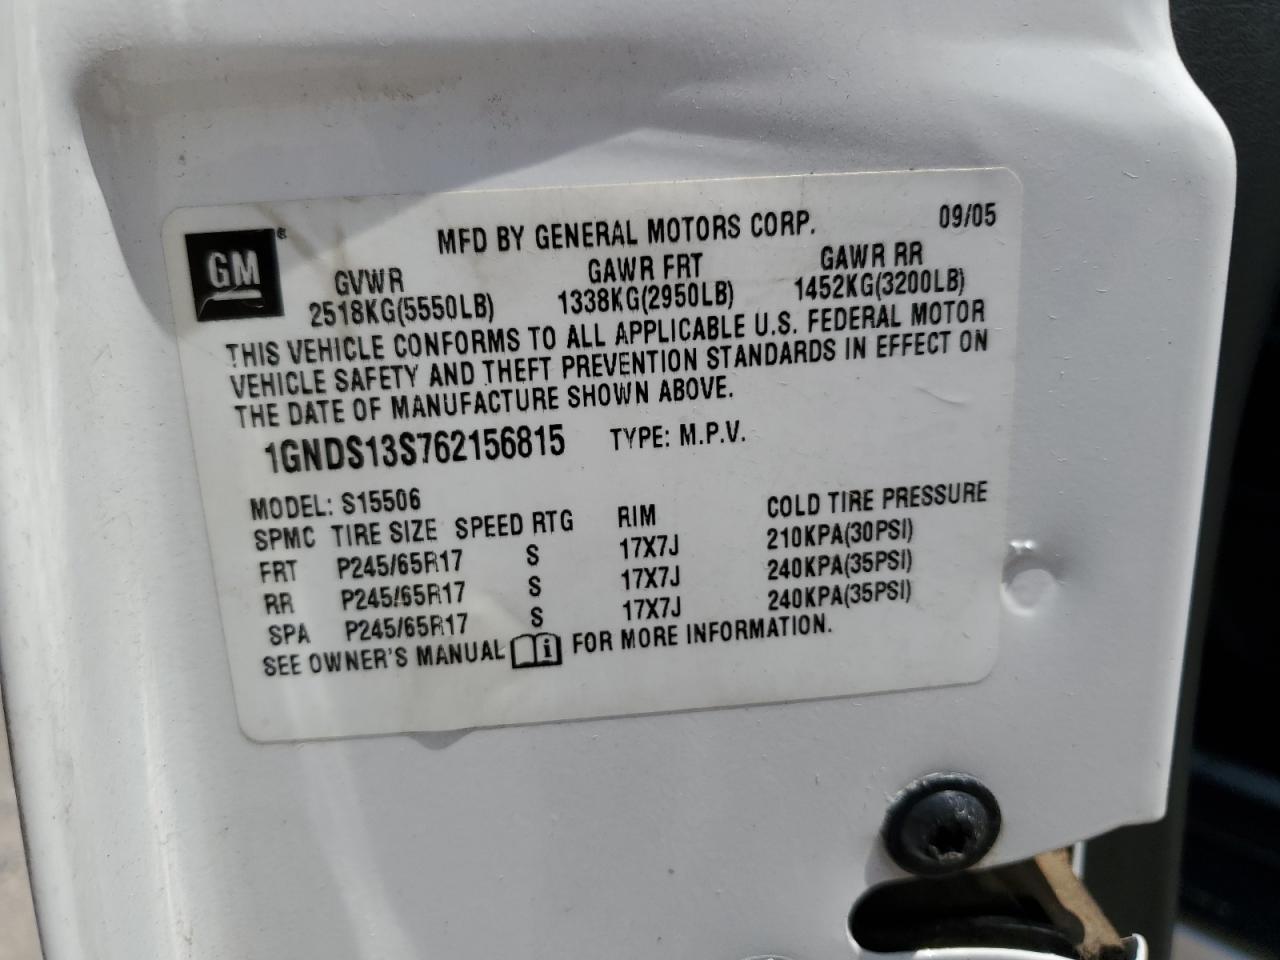 MFD BY GENERAL MOTORS CORP. 09/05
GM®
GVWR GAWR FRT GAWR RR
2518KG(5550LB) 1338KG(2950LB) 1452KG(3200LB)
THIS VEHICLE CONFORMS TO ALL APPLICABLE U.S. FEDERAL MOTOR
VEHICLE SAFETY AND THEFT PREVENTION STANDARDS IN EFFECT ON
THE DATE OF MANUFACTURE SHOWN ABOVE.
1GNDS13S762156815 TYPE: M.P.V.
MODEL: S15506
SPMC TIRE SIZE SPEED RTG RIM COLD TIRE PRESSURE
FRT P245/65R17 S 17X7J 210KPA(30PSI)
RR P245/65R17 S 17X7J 240KPA(35PSI)
SPA P245/65R17 S 17X7J 240KPA(35PSI)
SEE OWNER'S MANUAL i FOR MORE INFORMATION.